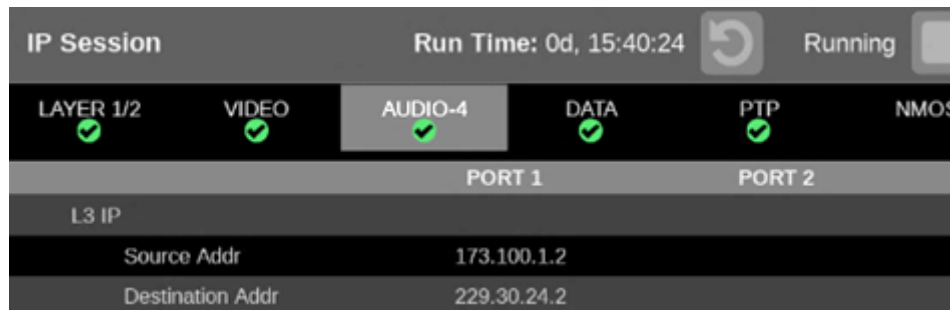 IP Session Run Time: 0d, 15:40:24 Running
LAYER 1/2 VIDEO AUDIO-4 DATA PTP NMOS
PORT 1 PORT 2
L3 IP
Source Addr 173.100.1.2
Destination Addr 229.30.24.2